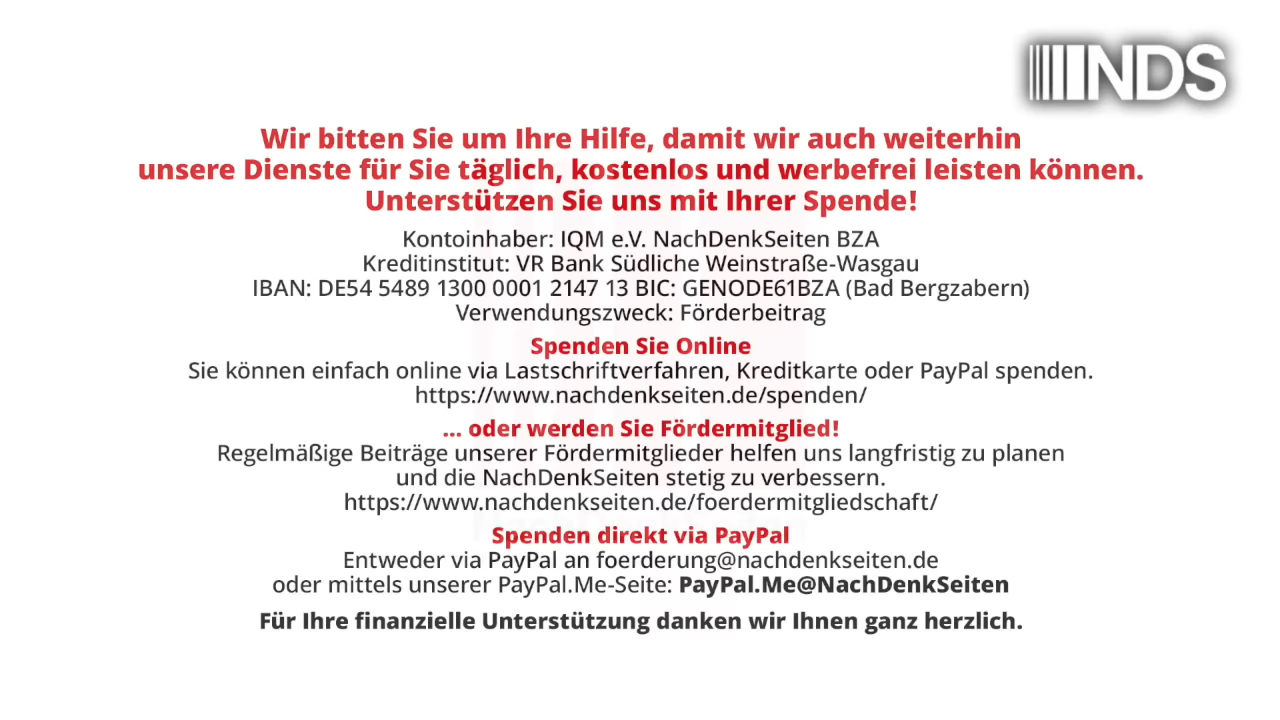 NDS
Wir bitten Sie um Ihre Hilfe, damit wir auch weiterhin
unsere Dienste für Sie täglich, kostenlos und werbefrei leisten können.
Unterstützen Sie uns mit Ihrer Spende!
Kontoinhaber: IQM e.V. NachDenkSeiten BZA
Kreditinstitut: VR Bank Südliche Weinstraße-Wasgau
IBAN: DE54 5489 1300 0001 2147 13 BIC: GENODE61BZA (Bad Bergzabern)
Verwendungszweck: Förderbeitrag
Spenden Sie Online
Sie können einfach online via Lastschriftverfahren, Kreditkarte oder PayPal spenden.
https://www.nachdenkseiten.de/spenden/
... oder werden Sie Fördermitglied!
Regelmäßige Beiträge unserer Fördermitglieder helfen uns langfristig zu planen
und die NachDenkSeiten stetig zu verbessern.
https://www.nachdenkseiten.de/foerdermitgliedschaft/
Spenden direkt via PayPal
Entweder via PayPal an foerderung@nachdenkseiten.de
oder mittels unserer PayPal.Me-Seite: PayPal.Me@NachDenkSeiten
Für Ihre finanzielle Unterstützung danken wir Ihnen ganz herzlich.